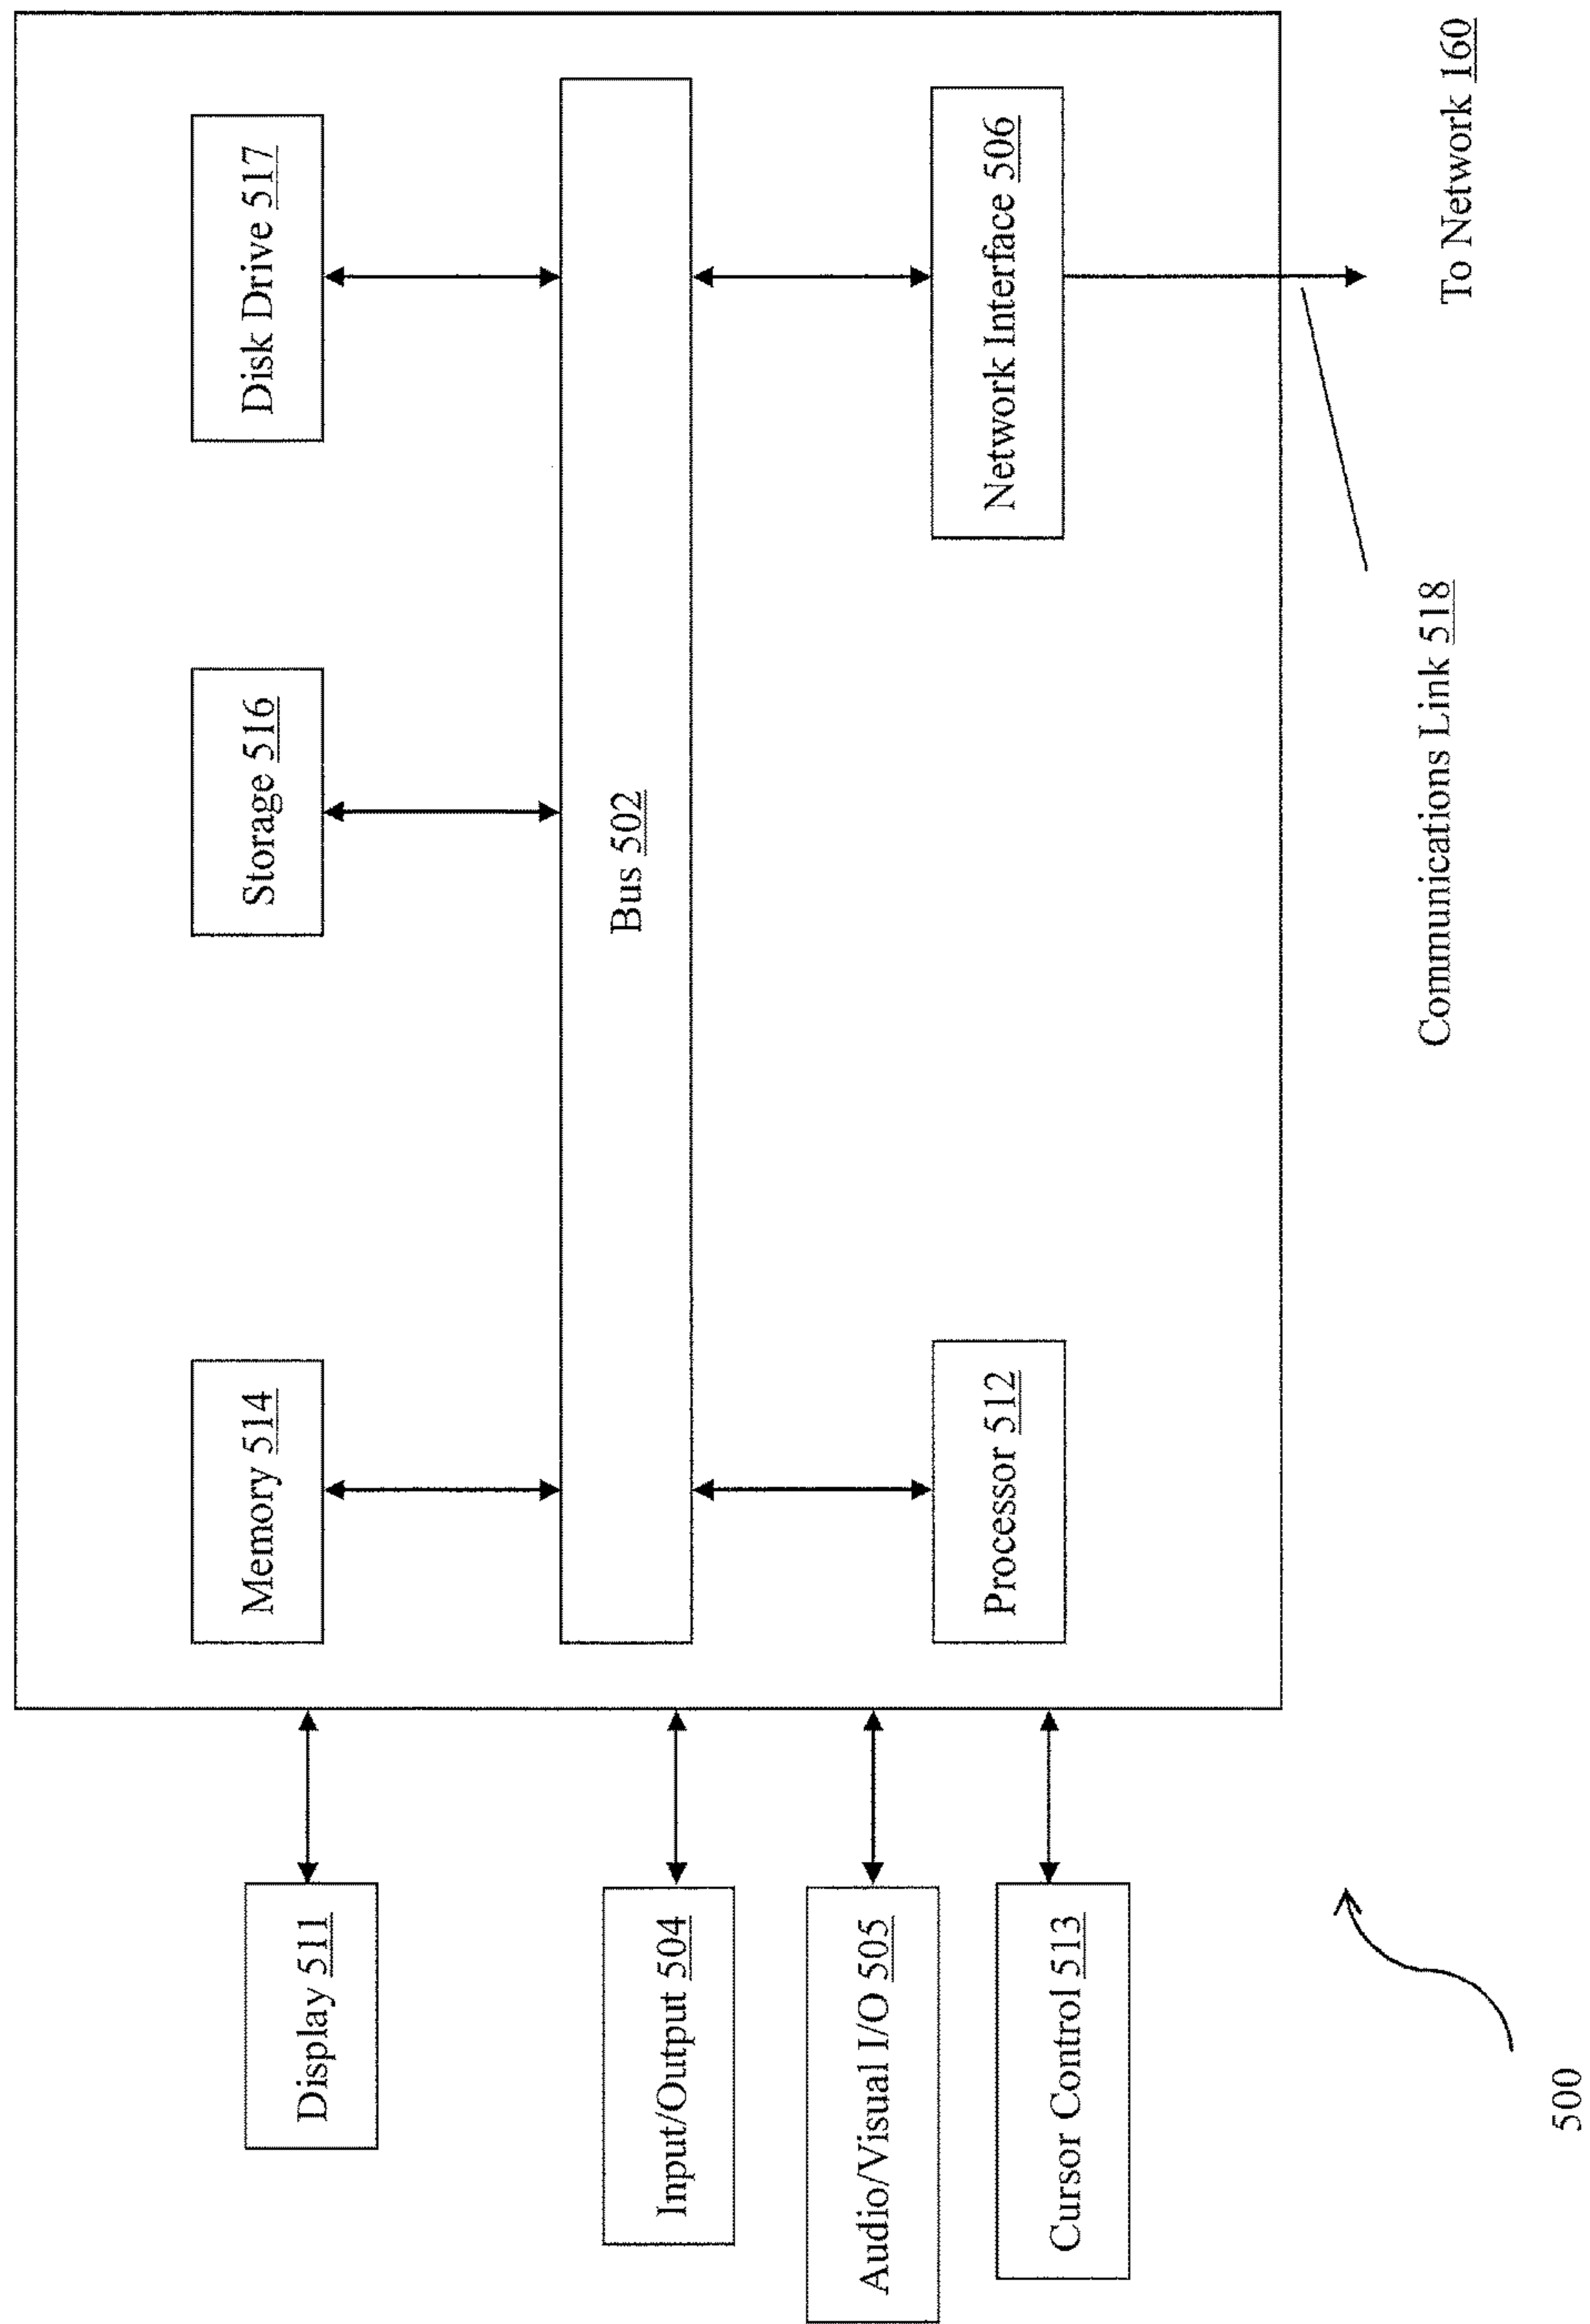 Display 511
Memory 514
Storage 516
Disk Drive 517
Input/Output 504
Bus 502
Audio/Visual I/O 505
Cursor Control 513
Processor 512
Network Interface 506
Communications Link 518
To Network 160
500